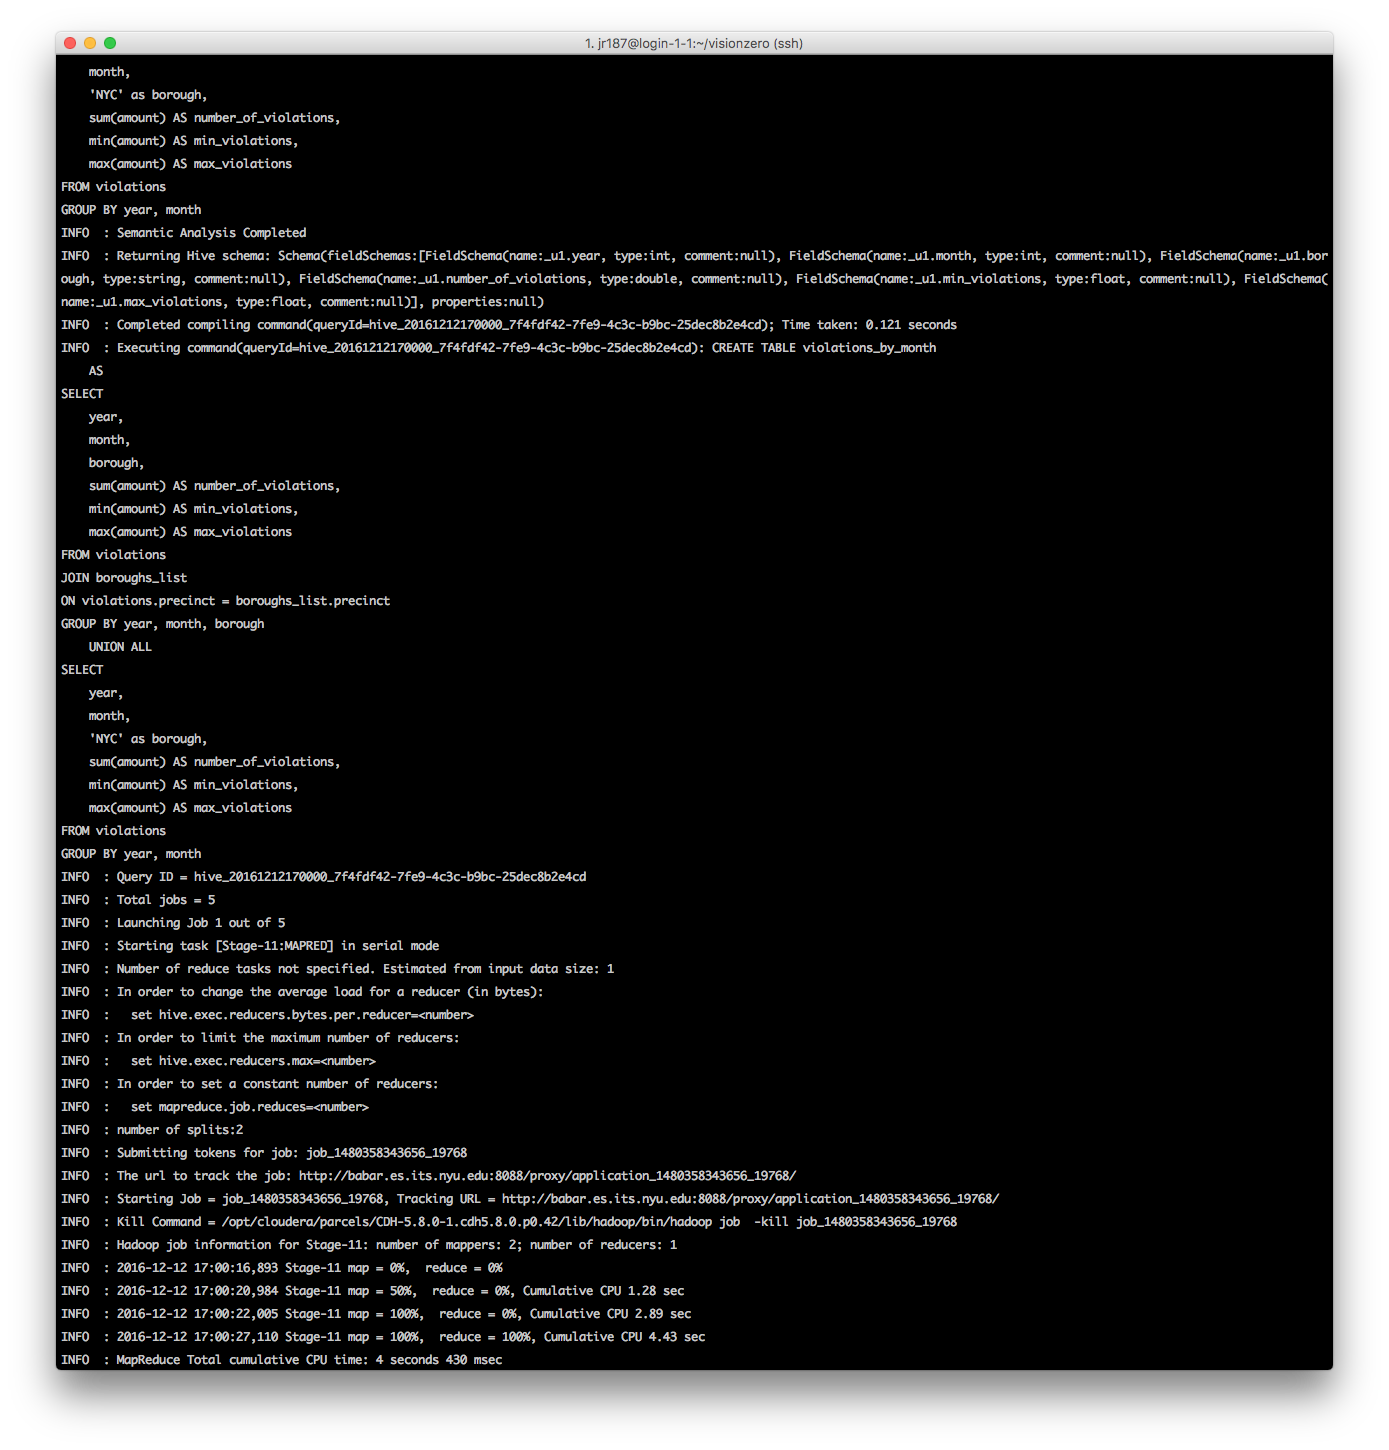 1. jr187@login-1-1:~/visionzero (ssh)
month,
'NYC' as borough,
sum(amount) AS number_of_violations,
min(amount) AS min_violations,
max(amount) AS max_violations
FROM violations
GROUP BY year, month
INFO  : Semantic Analysis Completed
INFO  : Returning Hive schema: Schema(fieldSchemas:[FieldSchema(name:_u1.year, type:int, comment:null), FieldSchema(name:_u1.month, type:int, comment:null), FieldSchema(name:_u1.bor
ough, type:string, comment:null), FieldSchema(name:_u1.number_of_violations, type:double, comment:null), FieldSchema(name:_u1.min_violations, type:float, comment:null), FieldSchema(
name:_u1.max_violations, type:float, comment:null)], properties:null)
INFO  : Completed compiling command(queryId=hive_20161212170000_7f4fdf42-7fe9-4c3c-b9bc-25dec8b2e4cd); Time taken: 0.121 seconds
INFO  : Executing command(queryId=hive_20161212170000_7f4fdf42-7fe9-4c3c-b9bc-25dec8b2e4cd): CREATE TABLE violations_by_month
AS
SELECT
year,
month,
borough,
sum(amount) AS number_of_violations,
min(amount) AS min_violations,
max(amount) AS max_violations
FROM violations
JOIN boroughs_list
ON violations.precinct = boroughs_list.precinct
GROUP BY year, month, borough
UNION ALL
SELECT
year,
month,
'NYC' as borough,
sum(amount) AS number_of_violations,
min(amount) AS min_violations,
max(amount) AS max_violations
FROM violations
GROUP BY year, month
INFO  : Query ID = hive_20161212170000_7f4fdf42-7fe9-4c3c-b9bc-25dec8b2e4cd
INFO  : Total jobs = 5
INFO  : Launching Job 1 out of 5
INFO  : Starting task [Stage-11:MAPRED] in serial mode
INFO  : Number of reduce tasks not specified. Estimated from input data size: 1
INFO  : In order to change the average load for a reducer (in bytes):
INFO  :   set hive.exec.reducers.bytes.per.reducer=<number>
INFO  : In order to limit the maximum number of reducers:
INFO  :   set hive.exec.reducers.max=<number>
INFO  : In order to set a constant number of reducers:
INFO  :   set mapreduce.job.reduces=<number>
INFO  : number of splits:2
INFO  : Submitting tokens for job: job_1480358343656_19768
INFO  : The url to track the job: http://babar.es.its.nyu.edu:8088/proxy/application_1480358343656_19768/
INFO  : Starting Job = job_1480358343656_19768, Tracking URL = http://babar.es.its.nyu.edu:8088/proxy/application_1480358343656_19768/
INFO  : Kill Command = /opt/cloudera/parcels/CDH-5.8.0-1.cdh5.8.0.p0.42/lib/hadoop/bin/hadoop job  -kill job_1480358343656_19768
INFO  : Hadoop job information for Stage-11: number of mappers: 2; number of reducers: 1
INFO  : 2016-12-12 17:00:16,893 Stage-11 map = 0%,  reduce = 0%
INFO  : 2016-12-12 17:00:20,984 Stage-11 map = 50%,  reduce = 0%, Cumulative CPU 1.28 sec
INFO  : 2016-12-12 17:00:22,005 Stage-11 map = 100%,  reduce = 0%, Cumulative CPU 2.89 sec
INFO  : 2016-12-12 17:00:27,110 Stage-11 map = 100%,  reduce = 100%, Cumulative CPU 4.43 sec
INFO  : MapReduce Total cumulative CPU time: 4 seconds 430 msec